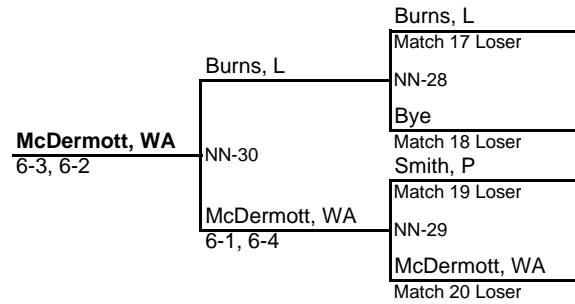 Burns, L
Match 17 Loser
Burns, L
NN-28
Bye
McDermott, WA
Match 18 Loser
6-3, 6-2
NN-30
Smith, P
Match 19 Loser
McDermott, WA
6-1, 6-4
NN-29
McDermott, WA
Match 20 Loser